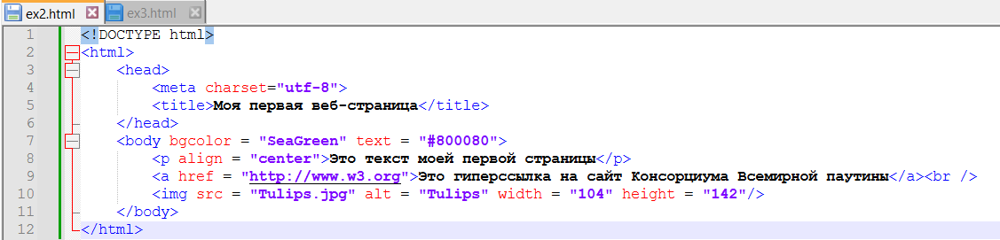 ex2.html ex3.html
1 <!DOCTYPE html>
2 <html>
3 <head>
4 <meta charset="utf-8">
5 <title>Моя первая веб-страница</title>
6 </head>
7 <body bgcolor = "SeaGreen" text = "#800080">
8 <p align = "center">Это текст моей первой страницы</p>
9 <a href = "http://www.w3.org">Это гиперссылка на сайт Консорциума Всемирной паутины</a><br />
10 <img src = "Tulips.jpg" alt = "Tulips" width = "104" height = "142"/>
11 </body>
12 </html>